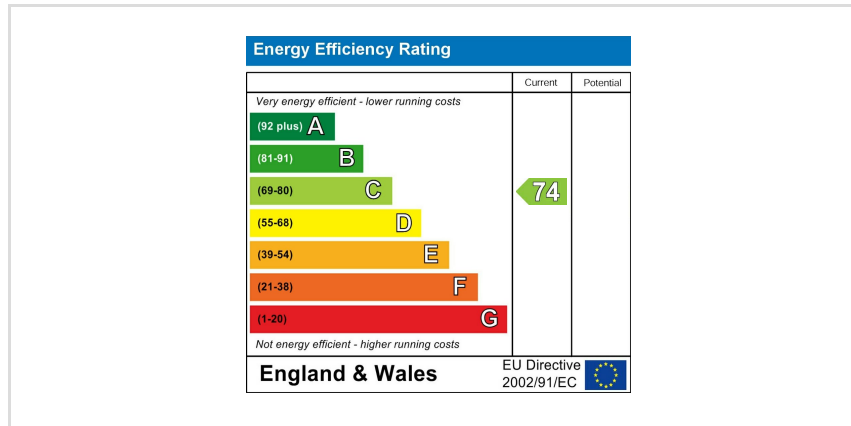 Energy Efficiency Rating
Current Potential
Very energy efficient - lower running costs
(92 plus) A
(81-91) B
(69-80) C
74
(55-68) D
(39-54) E
(21-38) F
(1-20) G
Not energy efficient - higher running costs
England & Wales
EU Directive
2002/91/EC